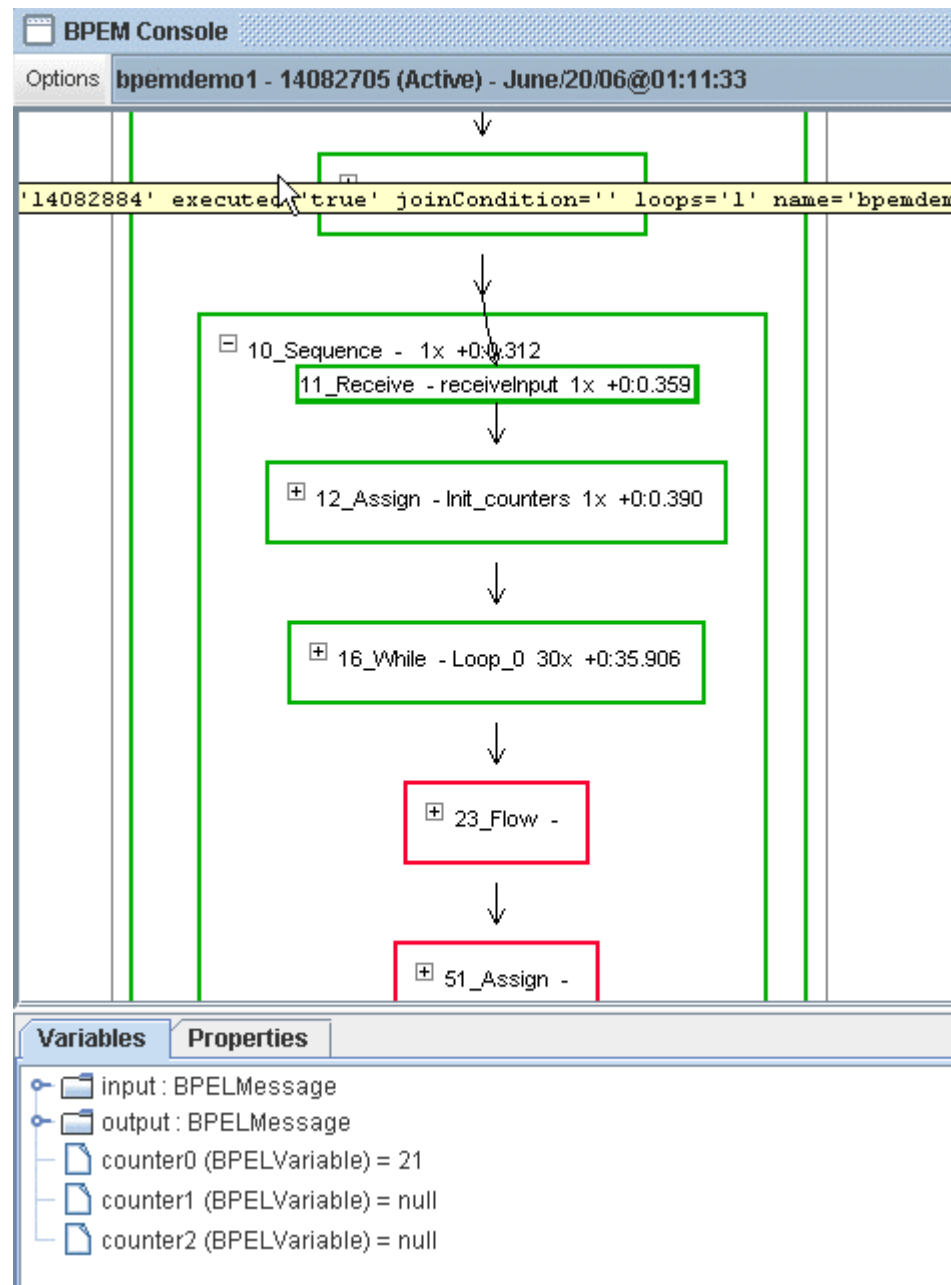 BPEM Console
Options bpemdemo1 - 14082705 (Active) - June/20/06@01:11:33
'14082884' executed 'true' joinCondition='' loops='1' name='bpemdem
10_Sequence - 1x +0:0.312
11_Receive - receiveInput 1x +0:0.359
12_Assign - Init_counters 1x +0:0.390
16_While - Loop_0 30x +0:35.906
23_Flow -
51_Assign -
Variables Properties
input : BPELMessage
output : BPELMessage
counter0 (BPELVariable) = 21
counter1 (BPELVariable) = null
counter2 (BPELVariable) = null